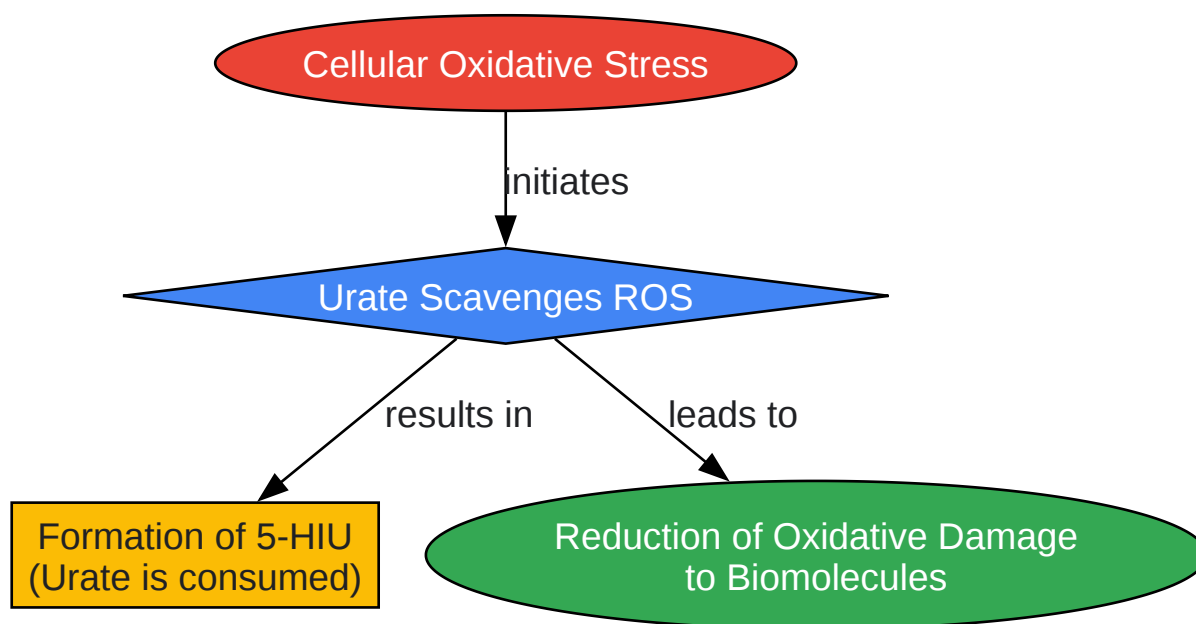 Cellular Oxidative Stress
initiates
Urate Scavenges ROS
results in
leads to
Formation of 5-HIU
(Urate is consumed)
Reduction of Oxidative Damage
to Biomolecules